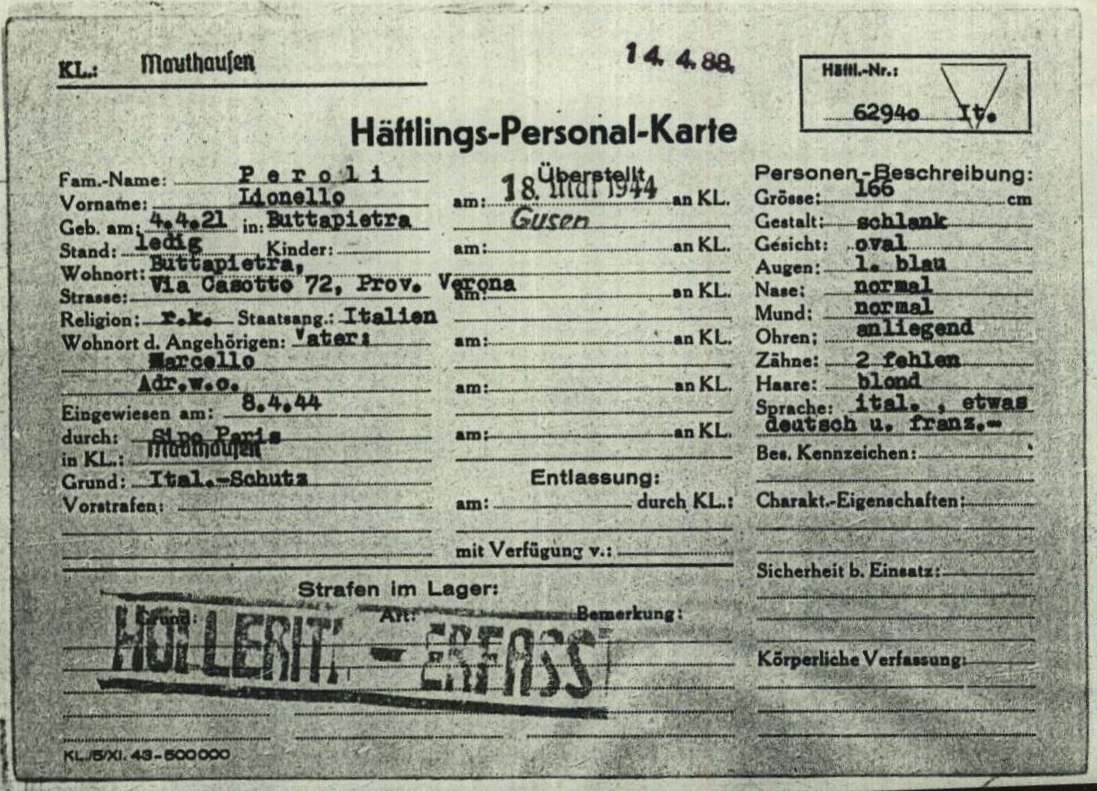 KL.: Mauthausen
14. 4. 88.
Häftl.-Nr.:
62940 It.
Häftlings-Personal-Karte
Fam.-Name: Peroli
Vorname: Lionello
Geb. am: 4.4.21 in: Buttapietra
Stand: ledig Kinder:
Wohnort: Buttapietra,
Strasse: Via Casotto 72, Prov. Verona
Religion: r.k. Staatsang.: Italien
Wohnort d. Angehörigen: Vater:
Marcello
Adr.w.o.
Eingewiesen am: 8.4.44
durch: Sipo Paris
in KL.: Mauthausen
Grund: Ital.-Schutz
Vorstrafen:
Überstellt
am: 18. Mai 1944 an KL.
Gusen
am: an KL.
am: an KL.
am: an KL.
am: an KL.
am: an KL.
Entlassung:
am: durch KL.:
mit Verfügung v.:
Personen-Beschreibung:
Grösse: 166 cm
Gestalt: schlank
Gesicht: oval
Augen: l. blau
Nase: normal
Mund: normal
Ohren: anliegend
Zähne: 2 fehlen
Haare: blond
Sprache: ital. , etwas
deutsch u. franz.-
Bes. Kennzeichen:
Charakt.-Eigenschaften:
Sicherheit b. Einsatz:
Körperliche Verfassung:
Strafen im Lager:
Grund: Art: Bemerkung:
HOLLERITH - ERFASST
KL./5/XI. 43-500000